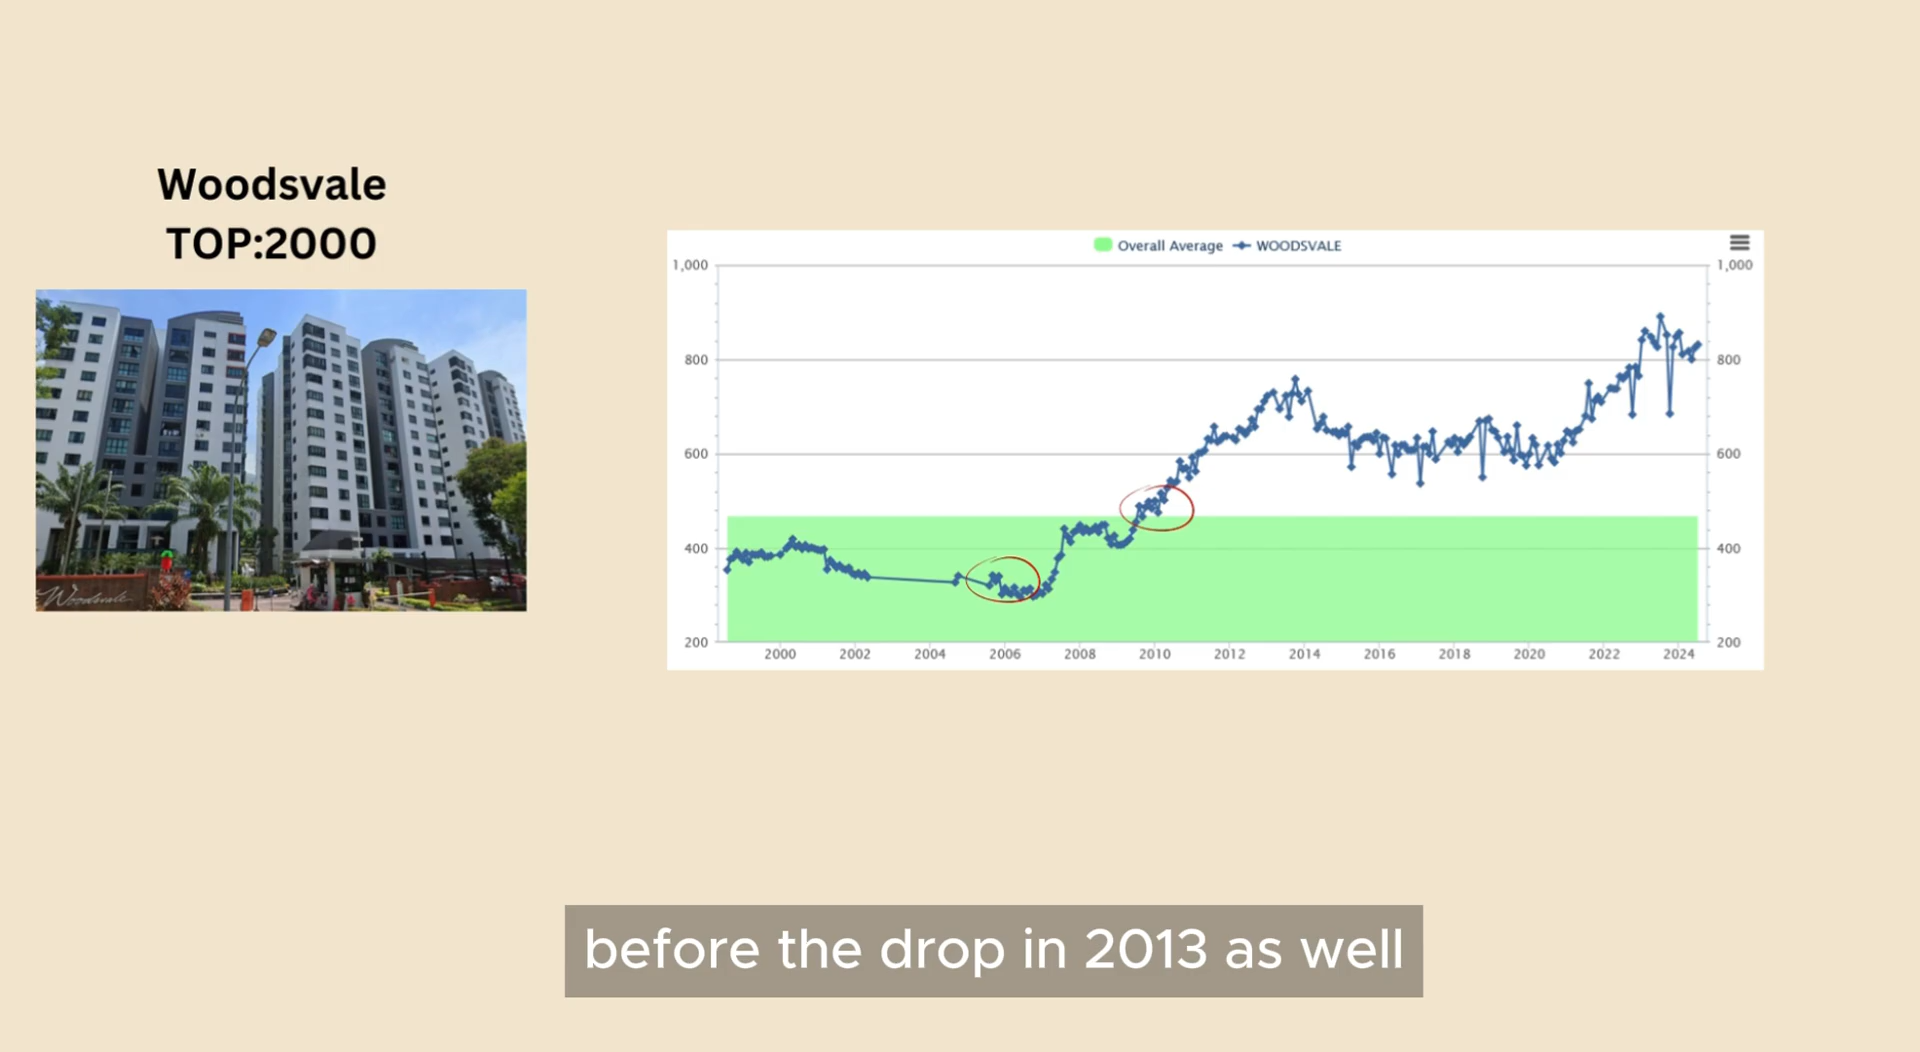 Woodsvale
TOP:2000
Woodsvale
Overall Average WOODSVALE
1,000 1,000
800 800
600 600
400 400
200 200
2000 2002 2004 2006 2008 2010 2012 2014 2016 2018 2020 2022 2024
before the drop in 2013 as well